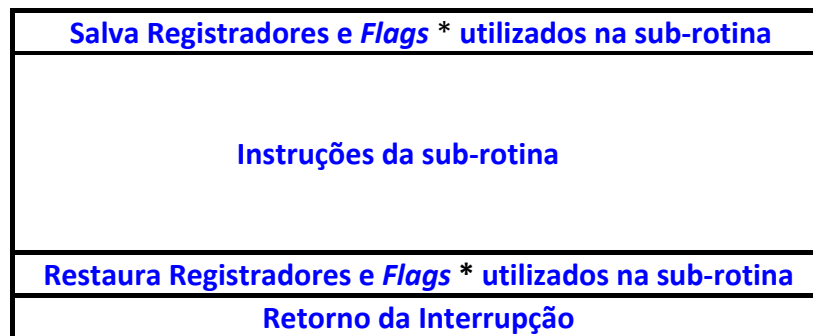 Salva Registradores e Flags * utilizados na sub-rotina
Instruções da sub-rotina
Restaura Registradores e Flags * utilizados na sub-rotina
Retorno da Interrupção